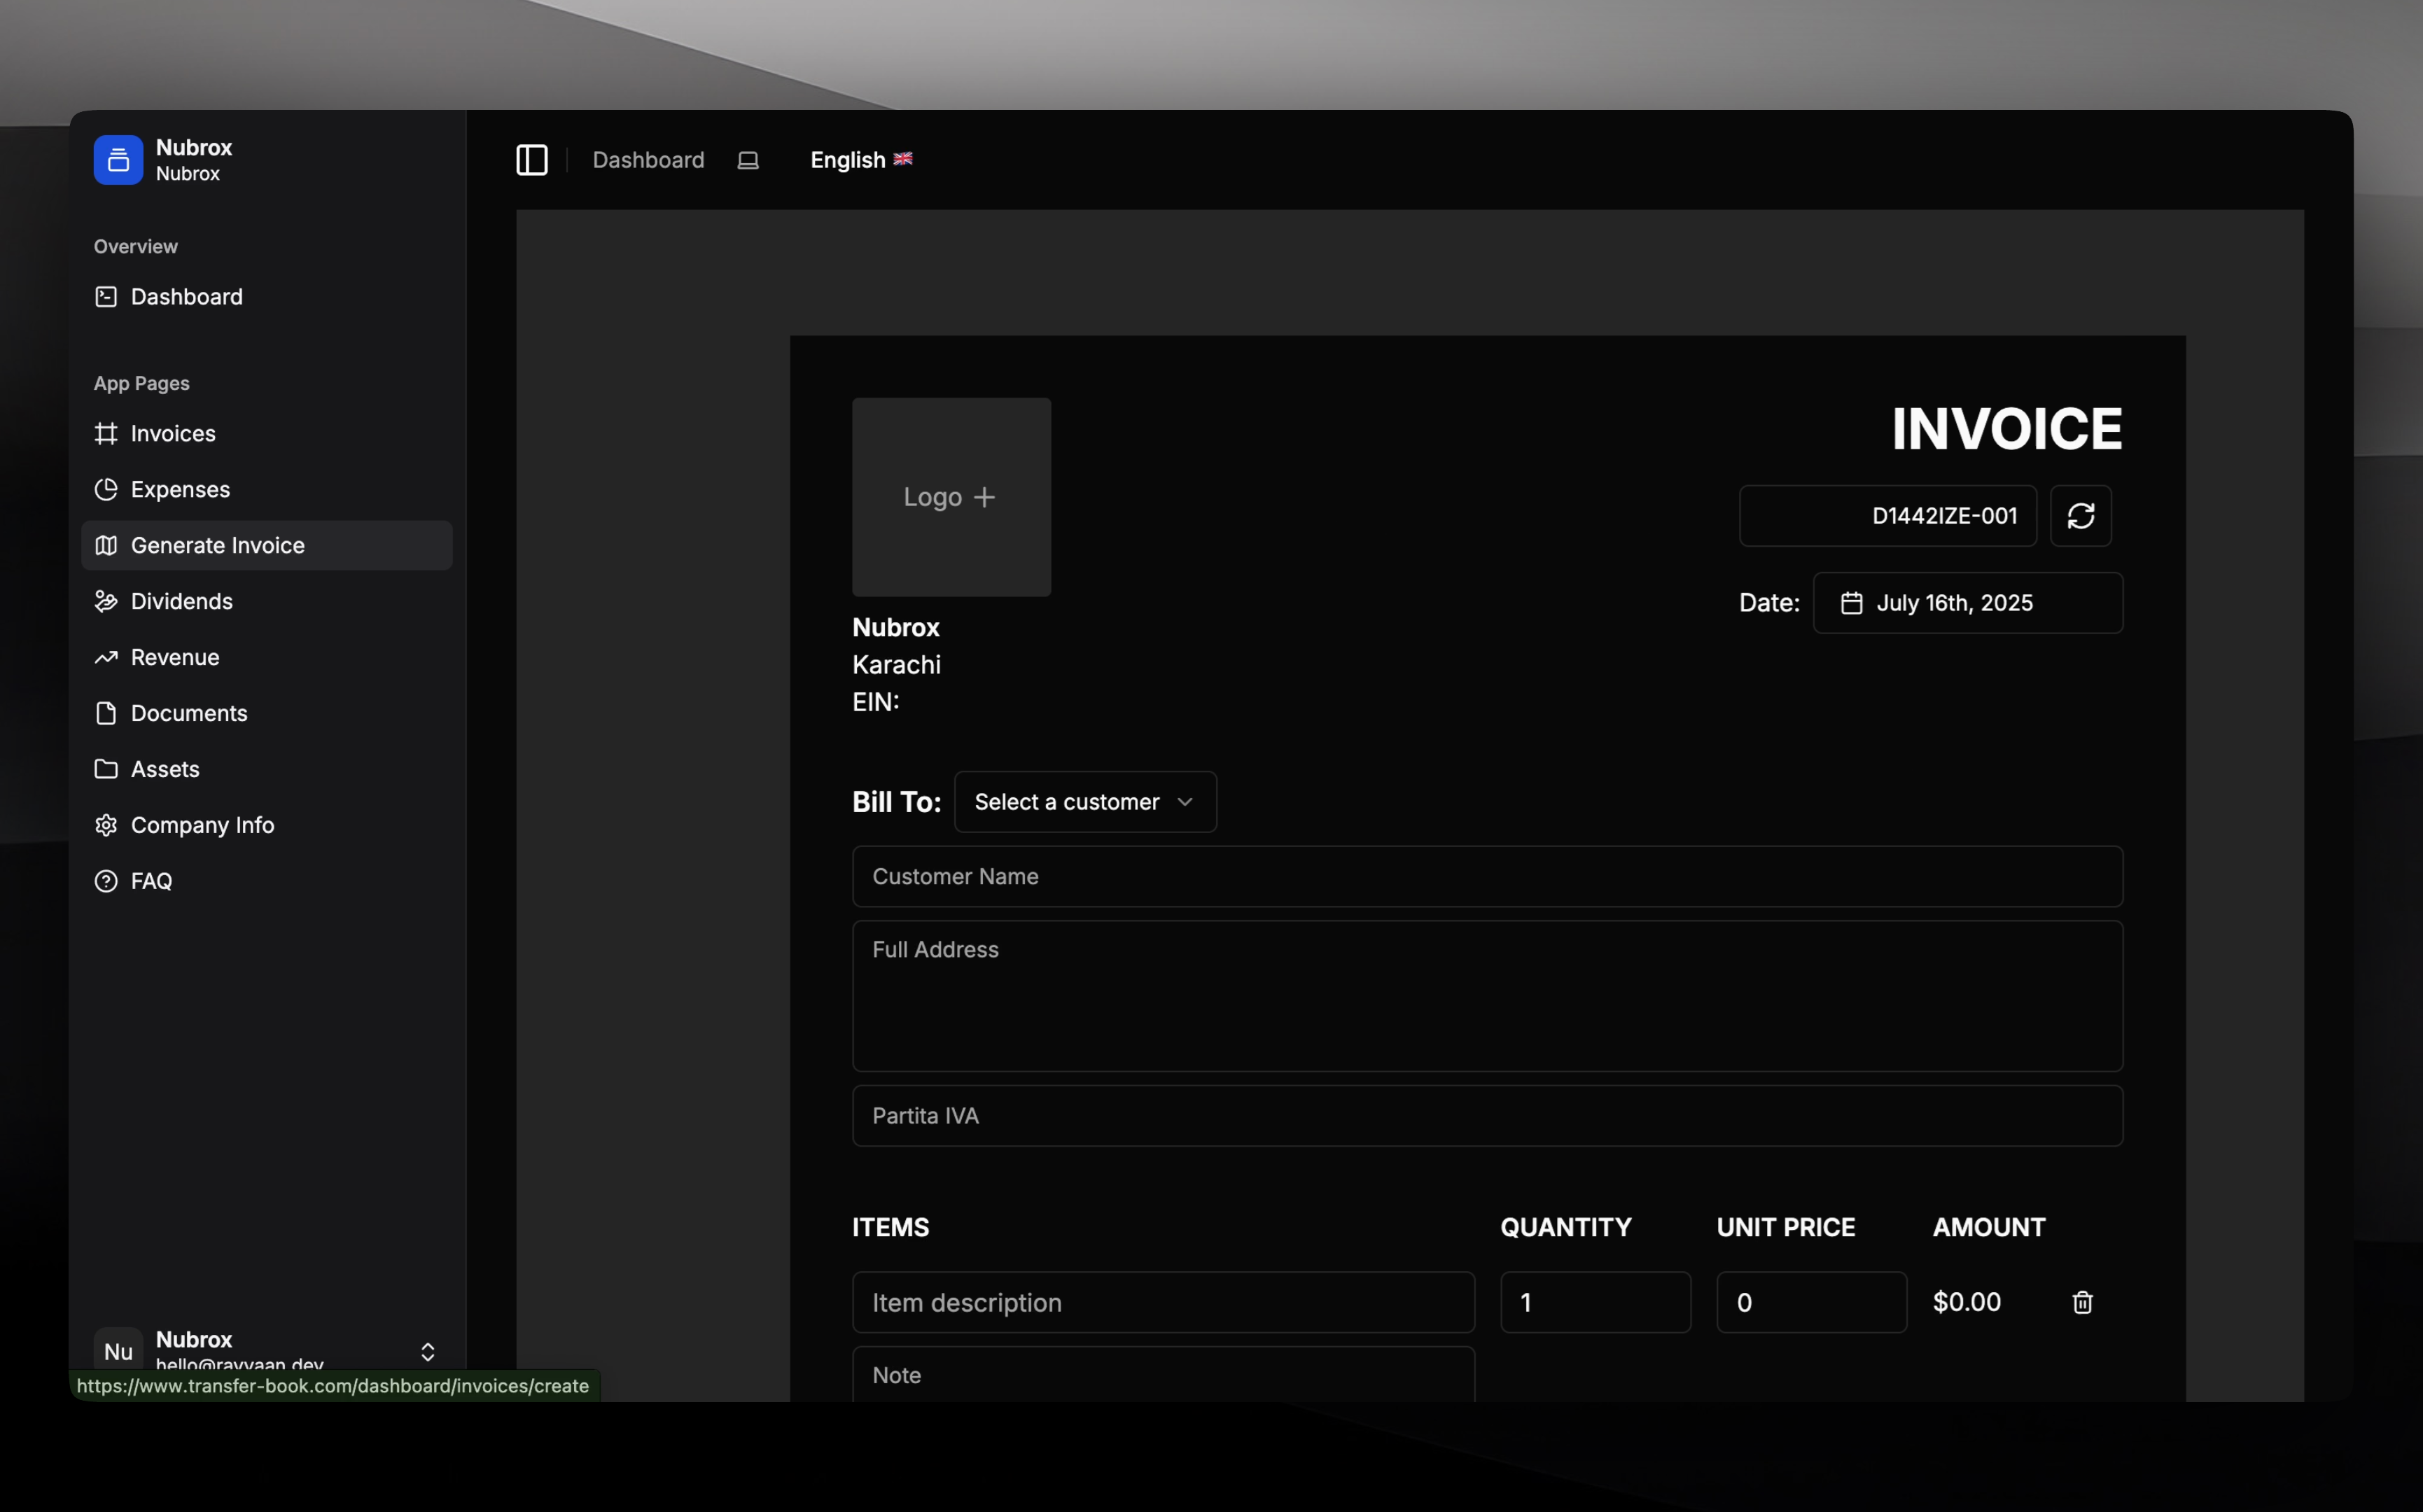 Nubrox
Nubrox
Overview
Dashboard
App Pages
Invoices
Expenses
Generate Invoice
Dividends
Revenue
Documents
Assets
Company Info
FAQ
Nu
Nubrox
hello@rayyaan.dev
https://www.transfer-book.com/dashboard/invoices/create
Dashboard
English
Logo
INVOICE
D1442IZE-001
Date: July 16th, 2025
Nubrox
Karachi
EIN:
Bill To: Select a customer
Customer Name
Full Address
Partita IVA
ITEMS QUANTITY UNIT PRICE AMOUNT
Item description 1 0 $0.00
Note